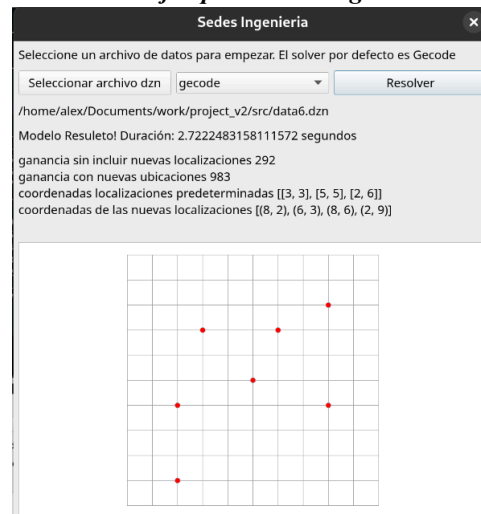 Sedes Ingenieria
Seleccione un archivo de datos para empezar. El solver por defecto es Gecode
Seleccionar archivo dzn gecode Resolver
/home/alex/Documents/work/project_v2/src/data6.dzn
Modelo Resuleto! Duración: 2.7222483158111572 segundos
ganancia sin incluir nuevas localizaciones 292
ganancia con nuevas ubicaciones 983
coordenadas localizaciones predeterminadas [[3, 3], [5, 5], [2, 6]]
coordenadas de las nuevas localizaciones [(8, 2), (6, 3), (8, 6), (2, 9)]